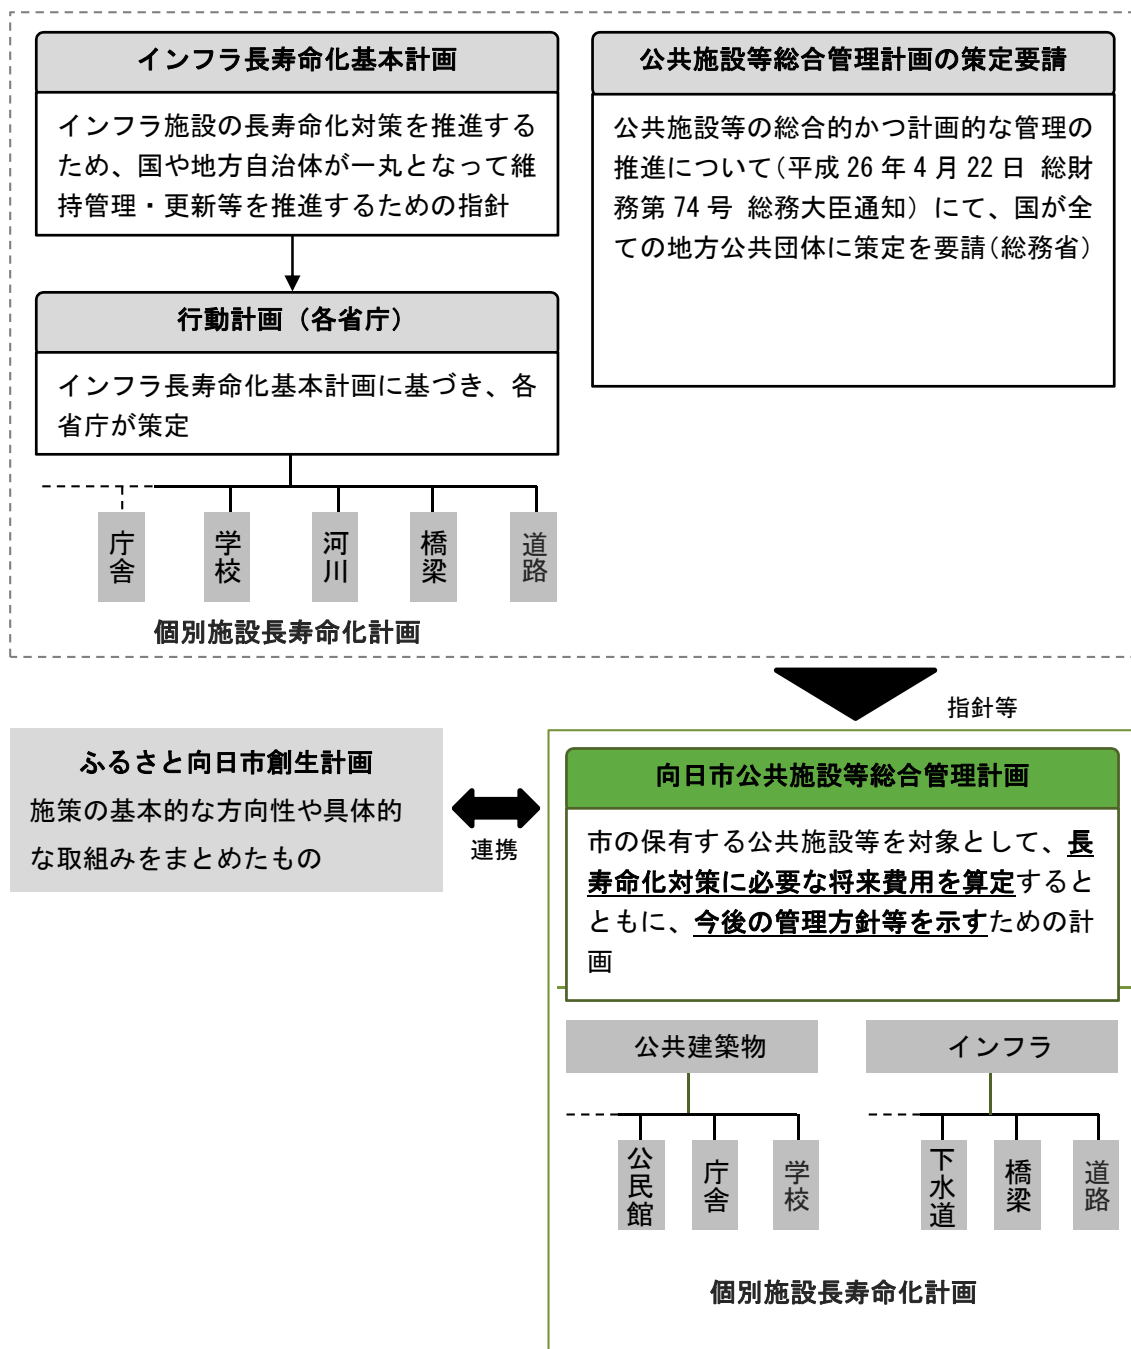 インフラ長寿命化基本計画
インフラ施設の長寿命化対策を推進する
ため、国や地方自治体が一丸となって維
持管理・更新等を推進するための指針
公共施設等総合管理計画の策定要請
公共施設等の総合的かつ計画的な管理の
推進について（平成 26 年 4 月 22 日 総財
務第 74 号 総務大臣通知）にて、国が全
ての地方公共団体に策定を要請（総務省）
行動計画（各省庁）
インフラ長寿命化基本計画に基づき、各
省庁が策定
庁舎
学校
河川
橋梁
道路
個別施設長寿命化計画
指針等
ふるさと向日市創生計画
施策の基本的な方向性や具体的
な取組みをまとめたもの
連携
向日市公共施設等総合管理計画
市の保有する公共施設等を対象として、長
寿命化対策に必要な将来費用を算定すると
ともに、今後の管理方針等を示すための計
画
公共建築物
インフラ
公民館
庁舎
学校
下水道
橋梁
道路
個別施設長寿命化計画